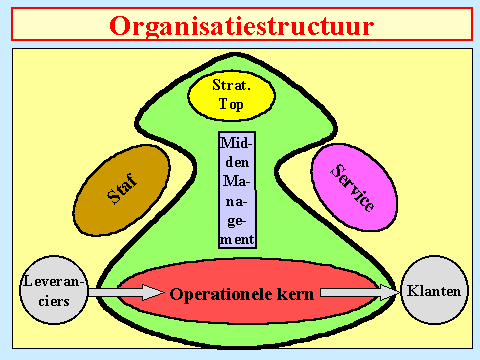 Organisatiestructuur
Strat.
Top
Mid-
den
Ma-
na-
ge-
ment
Staf
Service
Leveran-
ciers
Operationele kern
Klanten